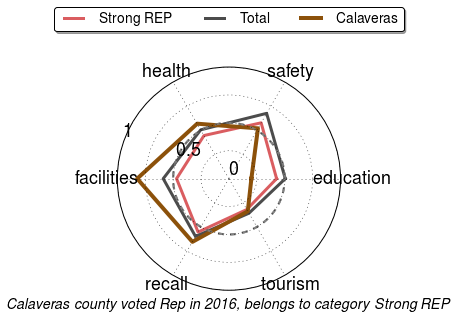 Strong REP Total Calaveras
health safety
1
0.5
0
facilities education
recall tourism
Calaveras county voted Rep in 2016, belongs to category Strong REP